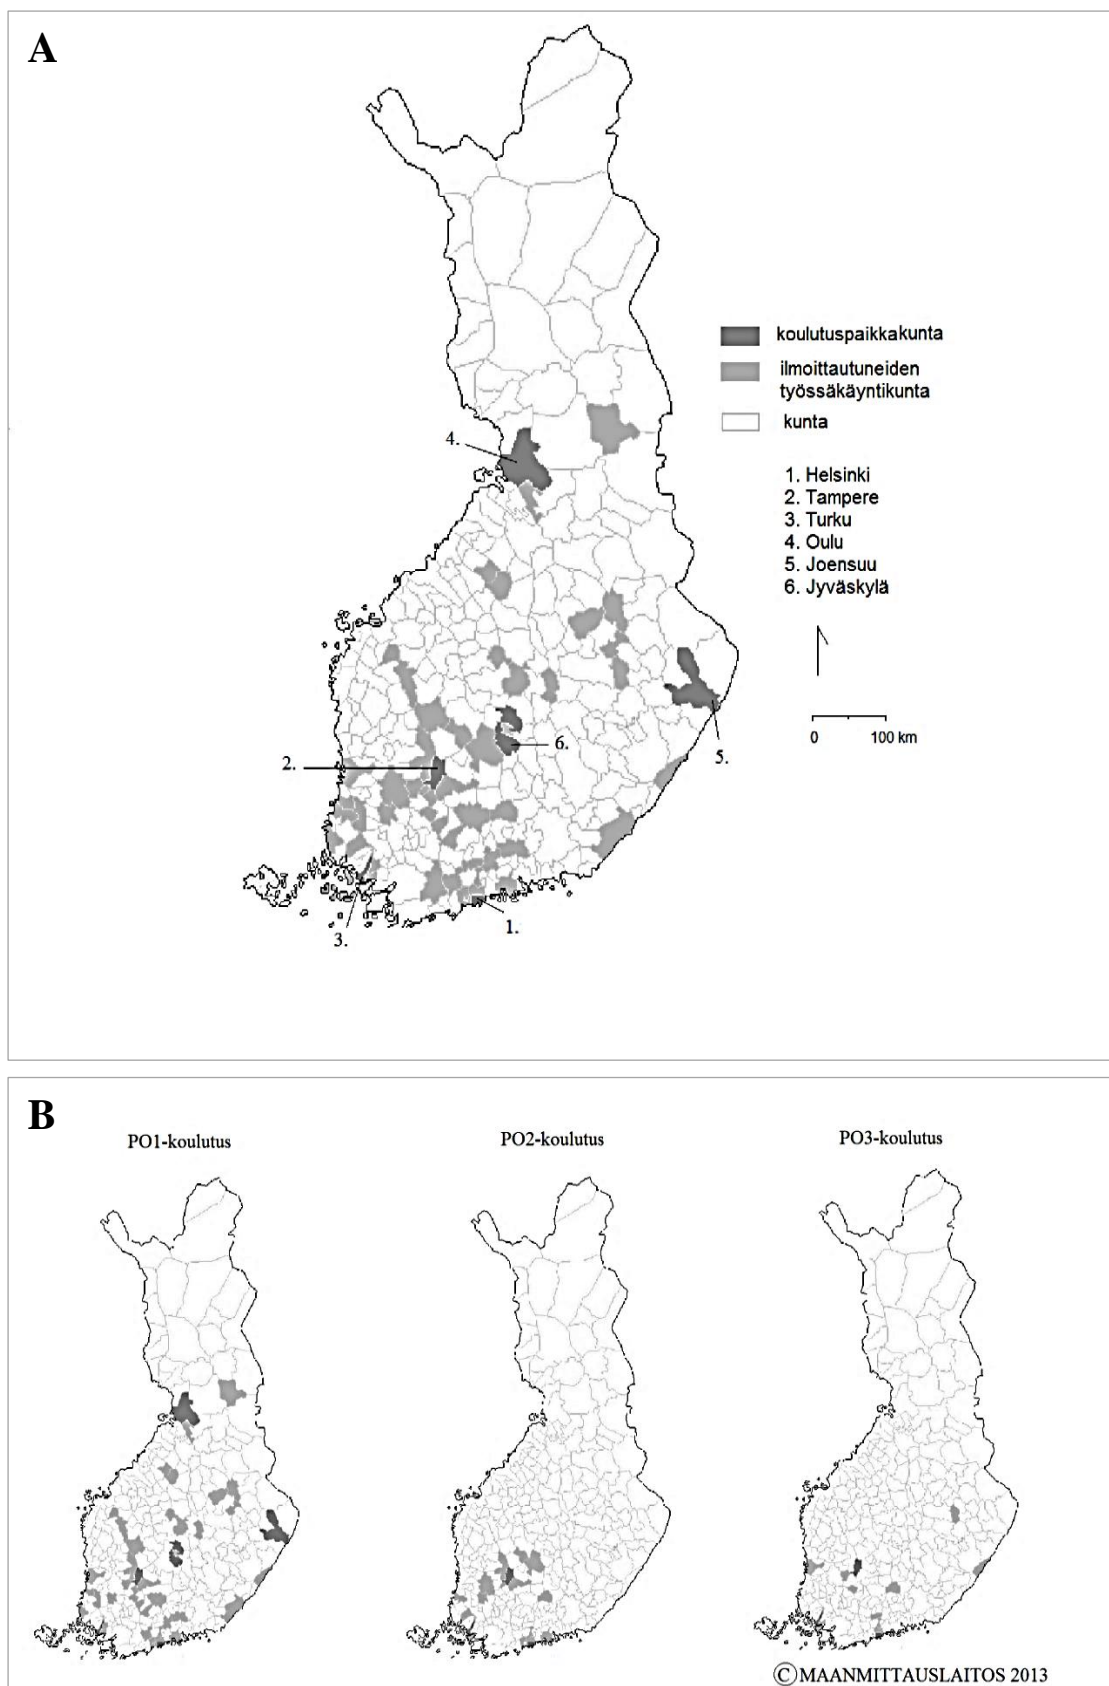 A
koulutuspaikkakunta
ilmoittautuneiden
työssäkäyntikunta
kunta
4.
1. Helsinki
2. Tampere
3. Turku
4. Oulu
5. Joensuu
6. Jyväskylä
0 100 km
6.
5.
2.
1.
3.
B
PO1-koulutus
PO2-koulutus
PO3-koulutus
© MAANMITTAUSLAITOS 2013